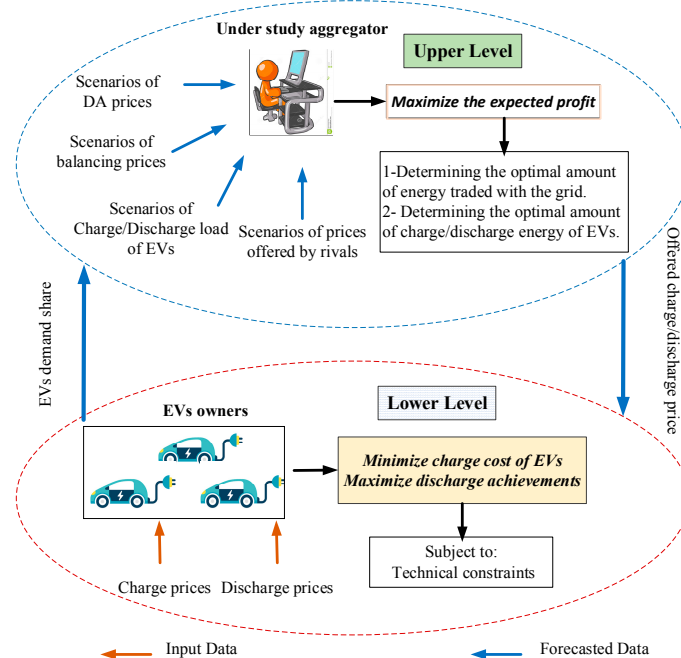 Under study aggregator
Upper Level
Scenarios of
DA prices
Maximize the expected profit
Scenarios of
balancing prices
1-Determining the optimal amount
of energy traded with the grid.
2- Determining the optimal amount
of charge/discharge energy of EVs.
Scenarios of
Charge/Discharge load
of EVs
Scenarios of prices
offered by rivals
EVs demand share
Offered charge/discharge
price
EVs owners
Lower Level
Minimize charge cost of EVs
Maximize discharge achievements
Subject to:
Technical constraints
Charge prices
Discharge prices
Input Data
Forecasted Data